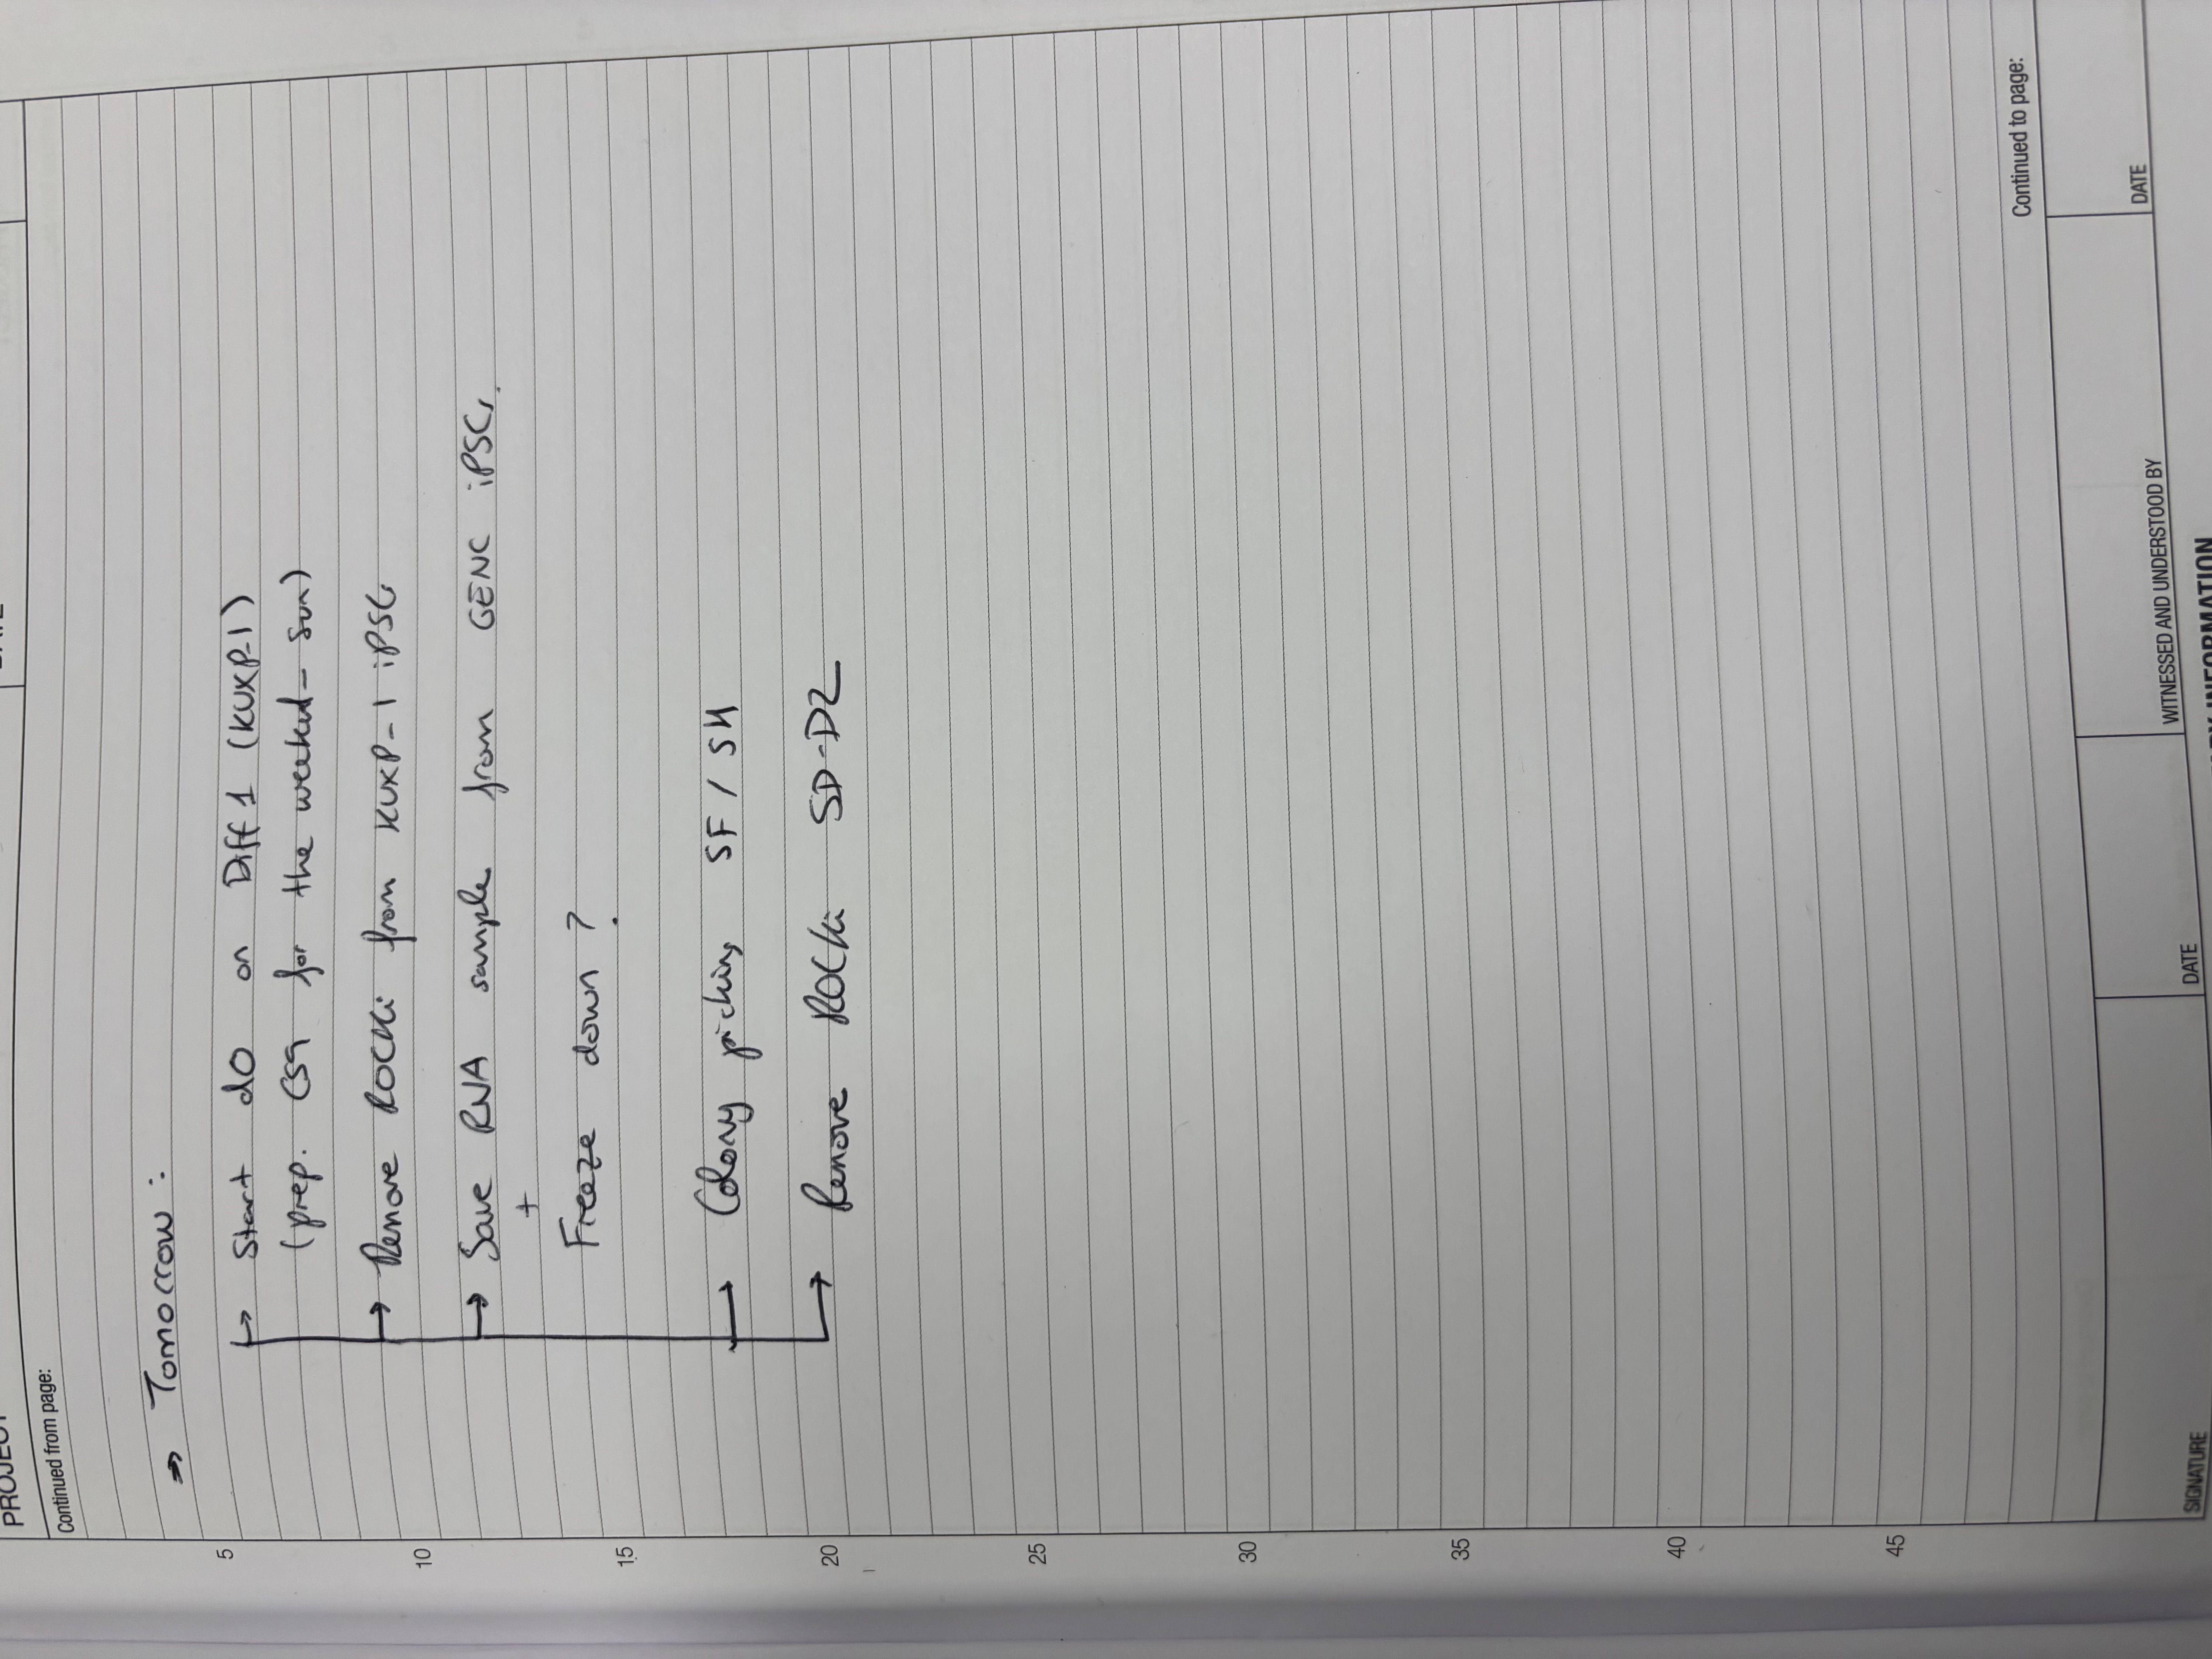 PROJECT
DATE
Continued from page:
⇒ Tomorrow :
5
→ Start d0 on Diff 1 (KUXP-1)
(prep. CS9 for the weekend - Sun)
→ Remove ROCKi from KUXP-1 iPSCs
10
→ Save RNA sample from GENC iPSCs.
+
Freeze down ?
15
→ Colony picking SF / SH
20
→ Remove ROCKi SD-D2
25
30
35
40
45
Continued to page:
SIGNATURE
DATE
WITNESSED AND UNDERSTOOD BY
DATE
INFORMATION